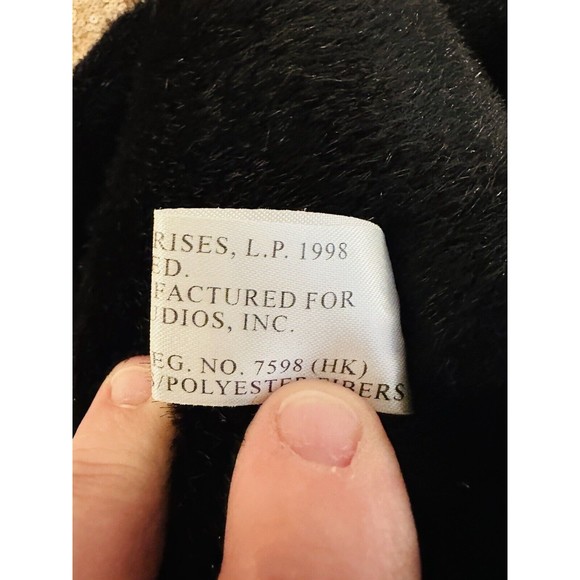 RISES, L.P. 1998
ED.
FACTURED FOR
UDIOS, INC.
EG. NO. 7598 (HK)
/POLYESTER FIBERS